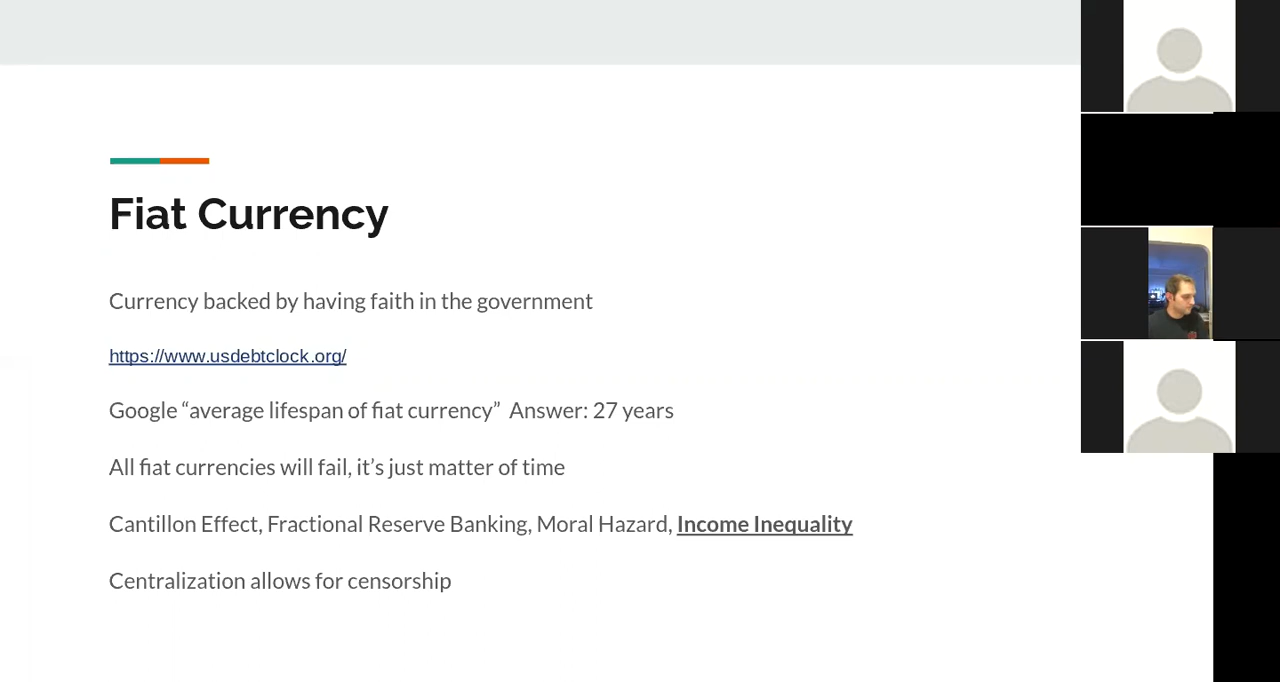 Fiat Currency
Currency backed by having faith in the government
https://www.usdebtclock.org/
Google “average lifespan of fiat currency”  Answer: 27 years
All fiat currencies will fail, it’s just matter of time
Cantillon Effect, Fractional Reserve Banking, Moral Hazard, Income Inequality
Centralization allows for censorship